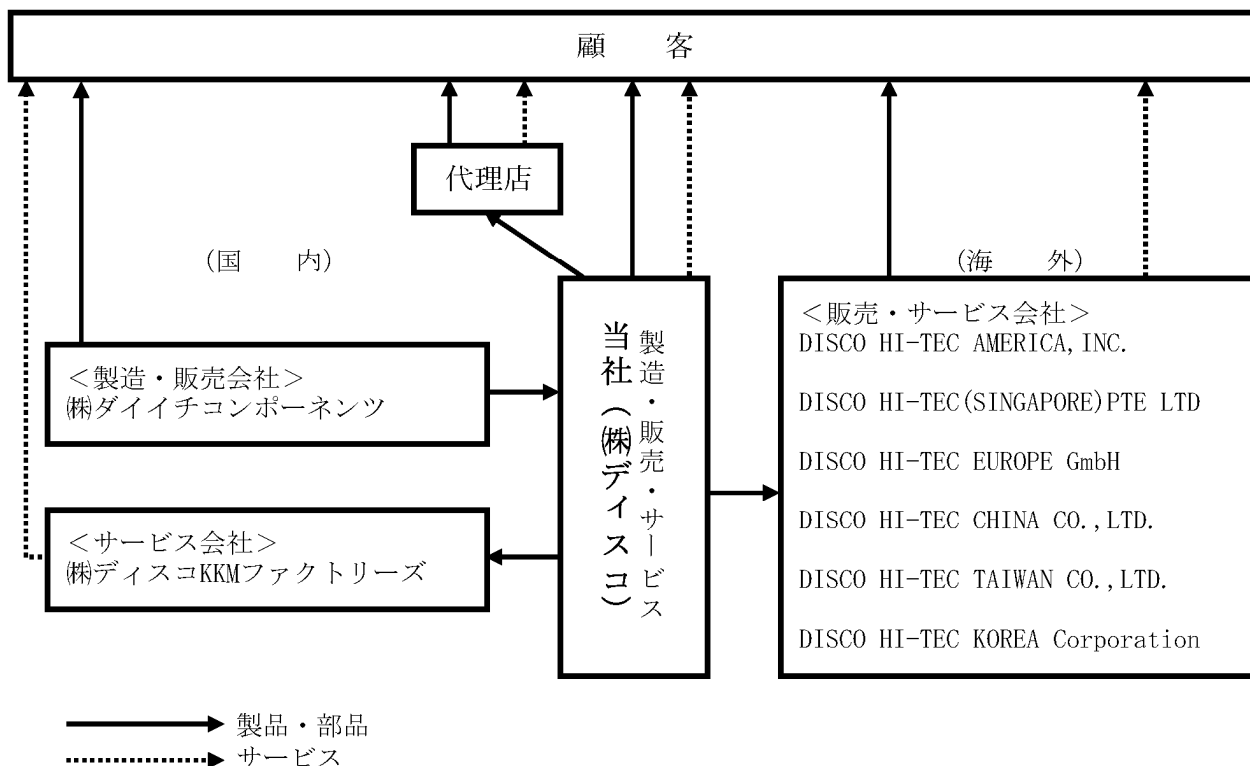 顧　客
代理店
(国　内)
(海　外)
＜製造・販売会社＞
㈱ダイイチコンポーネンツ
＜サービス会社＞
㈱ディスコKKMファクトリーズ
製造・販売・サービス
当社（㈱ディスコ）
＜販売・サービス会社＞
DISCO HI-TEC AMERICA,INC.
DISCO HI-TEC(SINGAPORE)PTE LTD
DISCO HI-TEC EUROPE GmbH
DISCO HI-TEC CHINA CO.,LTD.
DISCO HI-TEC TAIWAN CO.,LTD.
DISCO HI-TEC KOREA Corporation
製品・部品
サービス